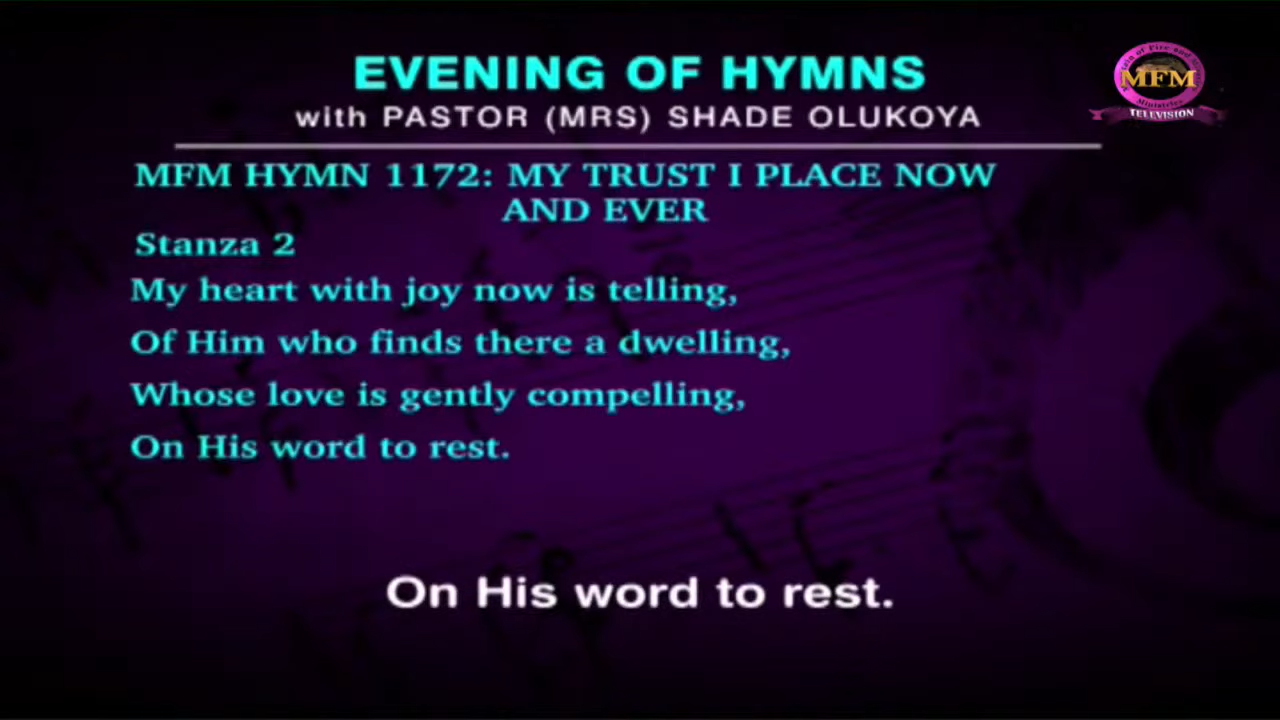 EVENING OF HYMNS
with PASTOR (MRS) SHADE OLUKOYA
MFM HYMN 1172: MY TRUST I PLACE NOW
AND EVER
Stanza 2
My heart with joy now is telling,
Of Him who finds there a dwelling,
Whose love is gently compelling,
On His word to rest.
On His word to rest.
MFM
Ministries
TELEVISION